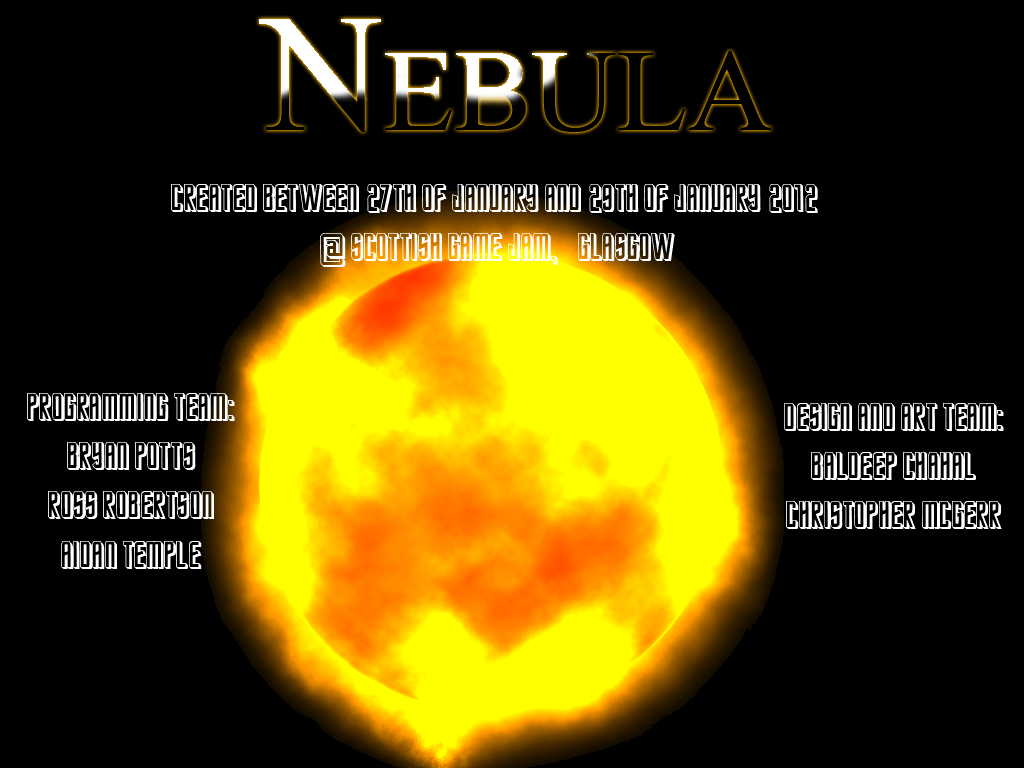 NEBULA
CREATED BETWEEN 27TH OF JANUARY AND 29TH OF JANUARY 2012
@ SCOTTISH GAME JAM, GLASGOW
PROGRAMMING TEAM:
BRYAN POTTS
ROSS ROBERTSON
AIDAN TEMPLE
DESIGN AND ART TEAM:
BALDEEP CHAHAL
CHRISTOPHER MCGERR